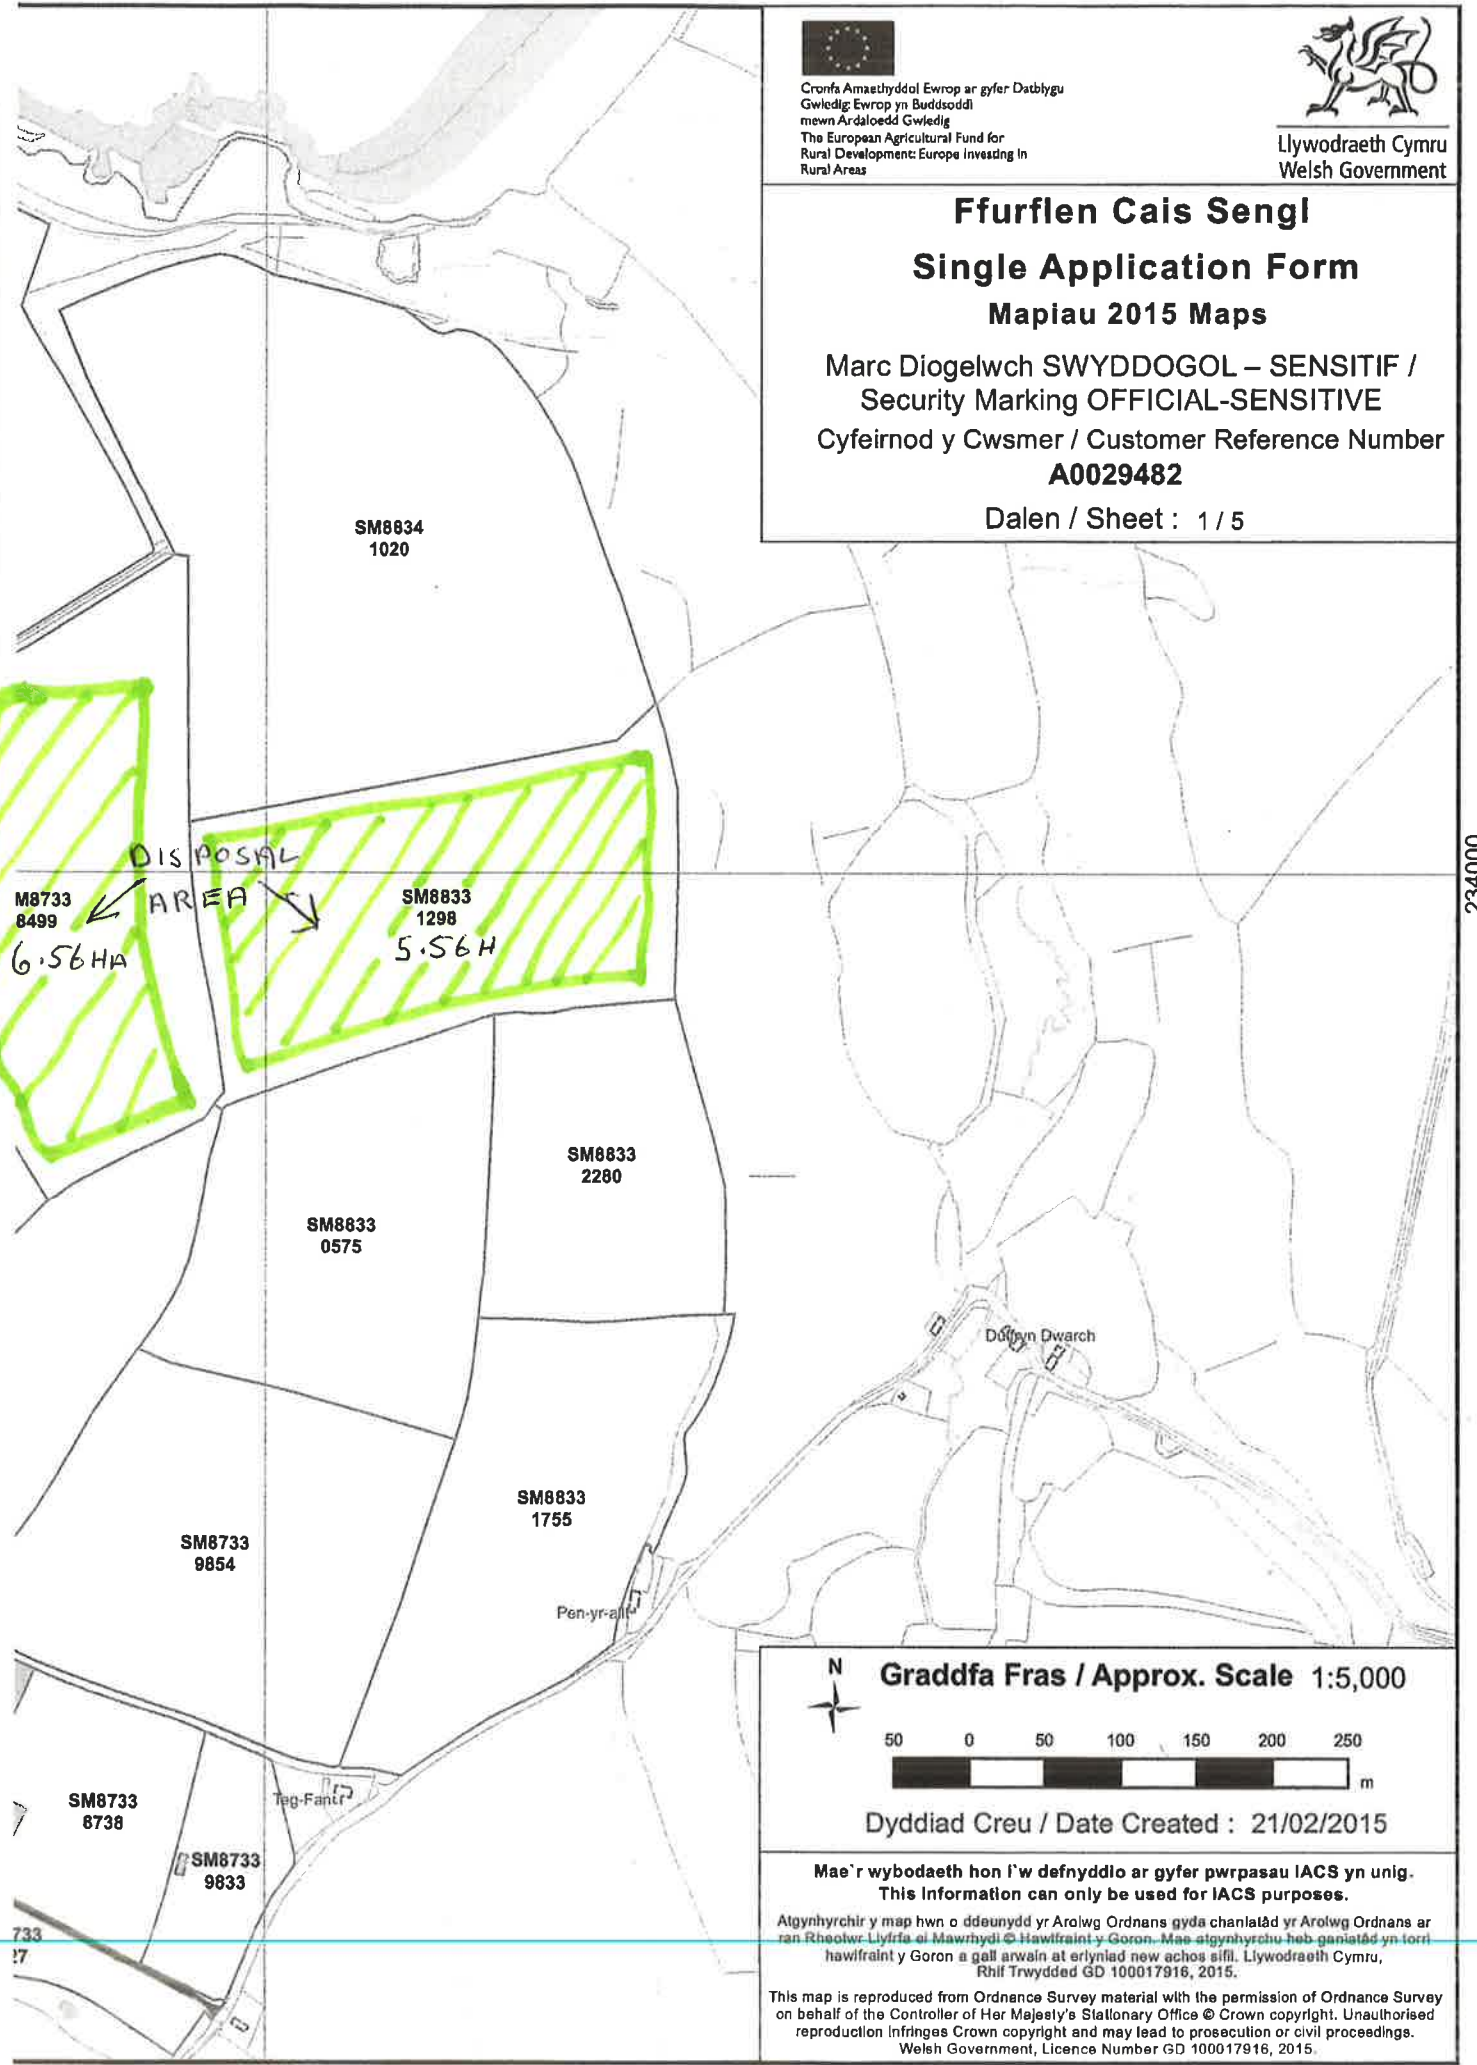 Cronfa Amaethyddol Ewrop ar gyfer Datblygu
Gwledig: Ewrop yn Buddsoddi
mewn Ardaloedd Gwledig
The European Agricultural Fund for
Rural Development: Europe investing in
Rural Areas
Llywodraeth Cymru
Welsh Government
Ffurflen Cais Sengl
Single Application Form
Mapiau 2015 Maps
Marc Diogelwch SWYDDOGOL – SENSITIF /
Security Marking OFFICIAL-SENSITIVE
Cyfeirnod y Cwsmer / Customer Reference Number
A0029482
Dalen / Sheet : 1 / 5
SM8834
1020
234000
DISPOSAL
AREA
M8733
8499
6.56HA
SM8833
1298
5.56H
SM8833
2280
SM8833
0575
Duffryn Dwarch
SM8833
1755
SM8733
9854
Pen-yr-allt
Teg-Fan
SM8733
8738
SM8733
9833
733
27
N
Graddfa Fras / Approx. Scale 1:5,000
50 0 50 100 150 200 250
m
Dyddiad Creu / Date Created : 21/02/2015
Mae'r wybodaeth hon i'w defnyddio ar gyfer pwrpasau IACS yn unig.
This information can only be used for IACS purposes.
Atgynhyrchir y map hwn o ddeunydd yr Arolwg Ordnans gyda chaniatâd yr Arolwg Ordnans ar
ran Rheolwr Llyfrfa ei Mawrhydi © Hawlfraint y Goron. Mae atgynhyrchu heb ganiatâd yn torri
hawlfraint y Goron a gall arwain at erlyniad new achos sifil. Llywodraeth Cymru,
Rhif Trwydded GD 100017916, 2015.
This map is reproduced from Ordnance Survey material with the permission of Ordnance Survey
on behalf of the Controller of Her Majesty's Stationary Office © Crown copyright. Unauthorised
reproduction infringes Crown copyright and may lead to prosecution or civil proceedings.
Welsh Government, Licence Number GD 100017916, 2015.